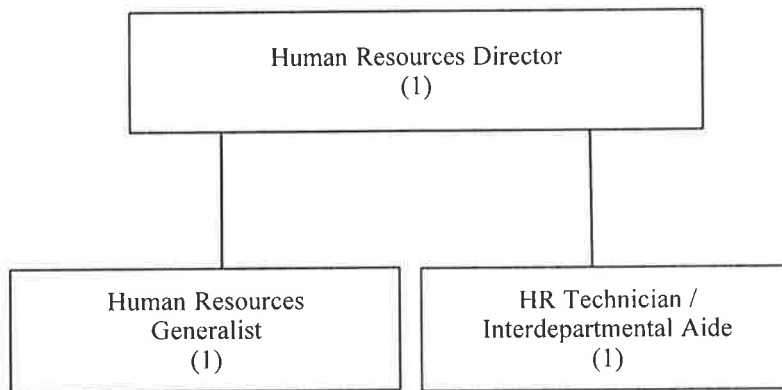 Human Resources Director
(1)
Human Resources
Generalist
(1)
HR Technician /
Interdepartmental Aide
(1)